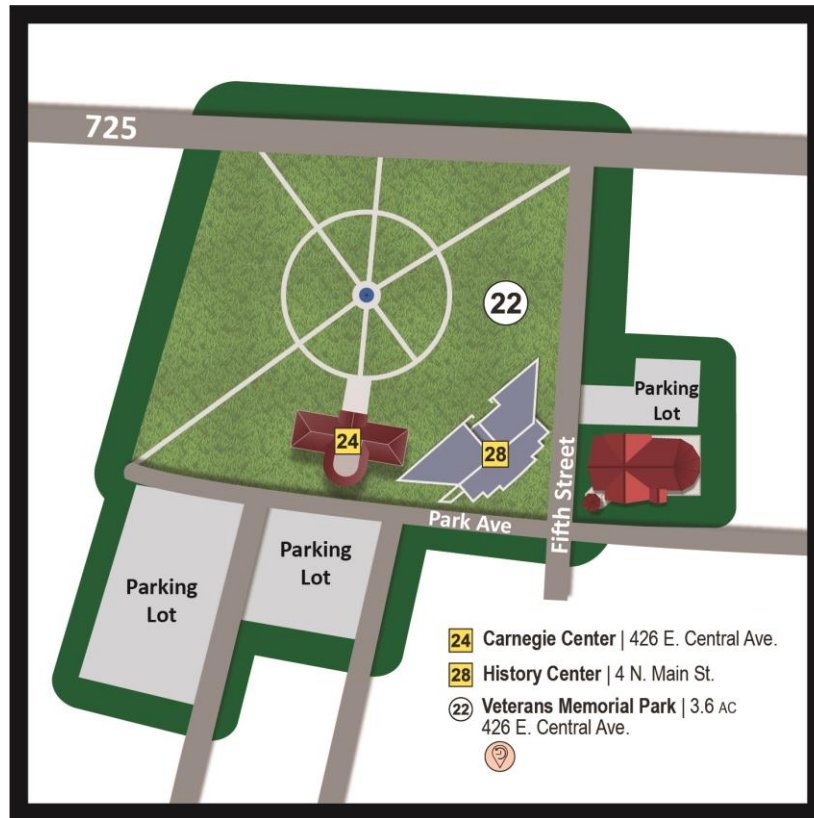 725
22
Parking
Lot
24
28
Fifth Street
Park Ave
Parking
Lot
Parking
Lot
24 Carnegie Center | 426 E. Central Ave.
28 History Center | 4 N. Main St.
22 Veterans Memorial Park | 3.6 AC
426 E. Central Ave.